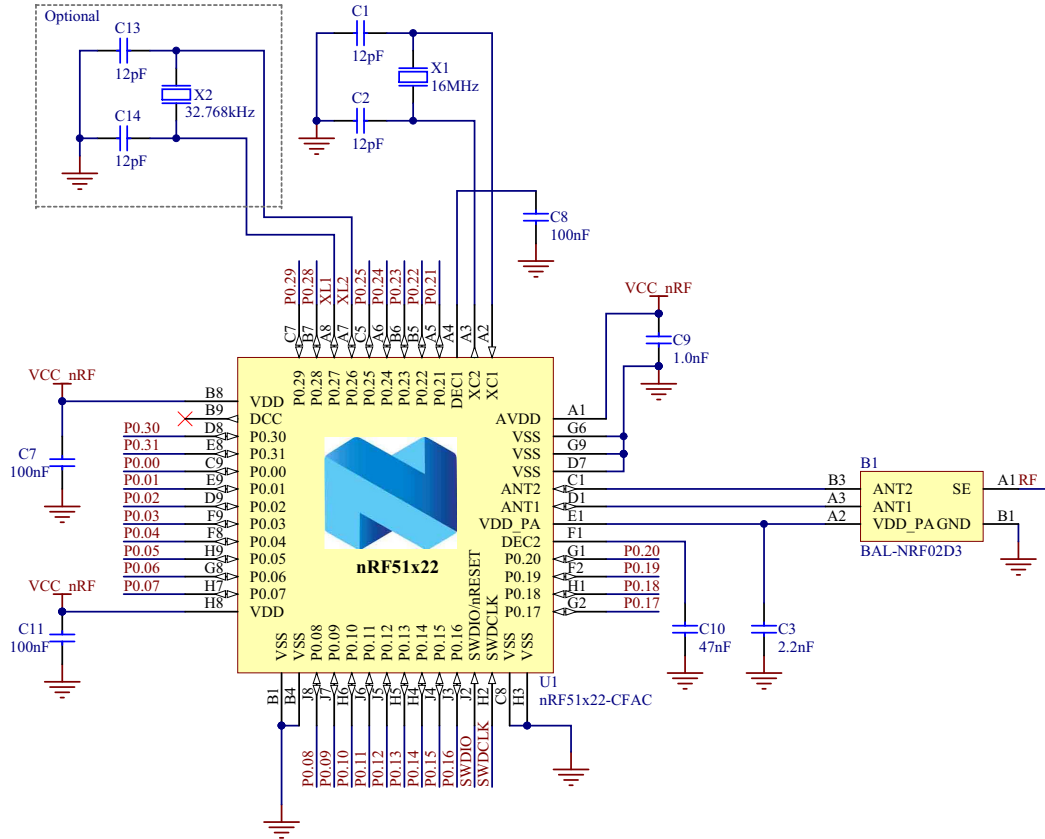 Optional
C13
12pF
X2
32.768kHz
C14
12pF
C1
12pF
X1
16MHz
C2
12pF
C8
100nF
P0.29
P0.28
XL1
XL2
P0.25
P0.24
P0.23
P0.22
P0.21
C7
B7
A8
A7
C5
A6
B6
B5
A5
A4
A3
A2
P0.29
P0.28
P0.27
P0.26
P0.25
P0.24
P0.23
P0.22
P0.21
DEC1
XC2
XC1
VCC_nRF
C9
1.0nF
VCC_nRF
C7
100nF
B8 VDD
B9 DCC
P0.30 D8 P0.30
P0.31 E8 P0.31
P0.00 C9 P0.00
P0.01 E9 P0.01
P0.02 D9 P0.02
P0.03 F9 P0.03
P0.04 F8 P0.04
P0.05 H9 P0.05
P0.06 G8 P0.06
P0.07 H7 P0.07
H8 VDD
VCC_nRF
C11
100nF
nRF51x22
AVDD A1
VSS G6
VSS G9
VSS D7
ANT2 C1
ANT1 D1
VDD_PA E1
DEC2 F1
P0.20 G1 P0.20
P0.19 F2 P0.19
P0.18 H1 P0.18
P0.17 G2 P0.17
B1
B3 ANT2 SE A1 RF
A3 ANT1
A2 VDD_PA GND B1
BAL-NRF02D3
C10
47nF
C3
2.2nF
VSS
VSS
P0.08
P0.09
P0.10
P0.11
P0.12
P0.13
P0.14
P0.15
P0.16
SWDIO/nRESET
SWDCLK
VSS
VSS
U1
nRF51x22-CFAC
B1
B4
J8
J7
H6
J6
J5
H5
H4
J4
J3
J2
H2
C8
H3
P0.08
P0.09
P0.10
P0.11
P0.12
P0.13
P0.14
P0.15
P0.16
SWDIO
SWDCLK